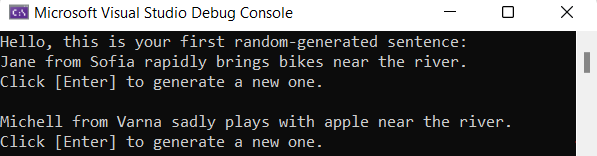 Microsoft Visual Studio Debug Console
Hello, this is your first random-generated sentence:
Jane from Sofia rapidly brings bikes near the river.
Click [Enter] to generate a new one.
Michell from Varna sadly plays with apple near the river.
Click [Enter] to generate a new one.